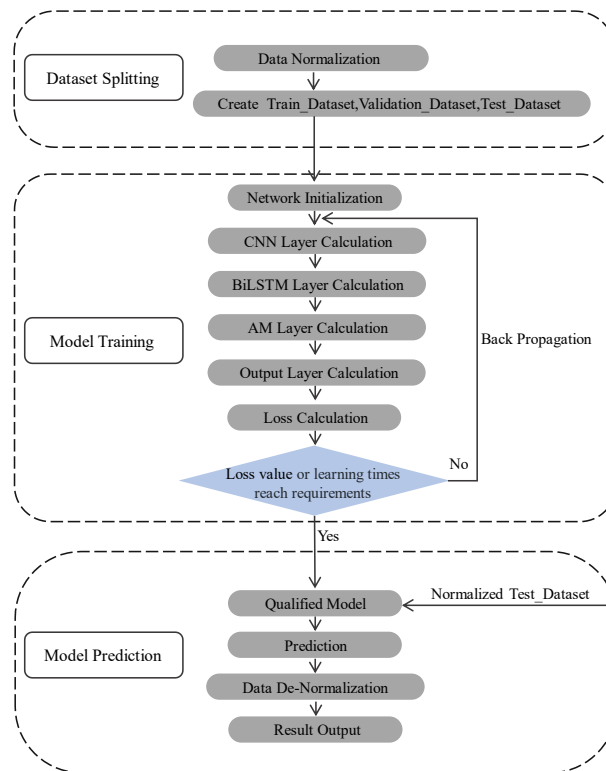 Dataset Splitting
Data Normalization
Create Train_Dataset,Validation_Dataset,Test_Dataset
Model Training
Network Initialization
CNN Layer Calculation
BiLSTM Layer Calculation
AM Layer Calculation
Output Layer Calculation
Loss Calculation
Loss value or learning times
reach requirements
Back Propagation
No
Yes
Model Prediction
Qualified Model
Normalized Test_Dataset
Prediction
Data De-Normalization
Result Output